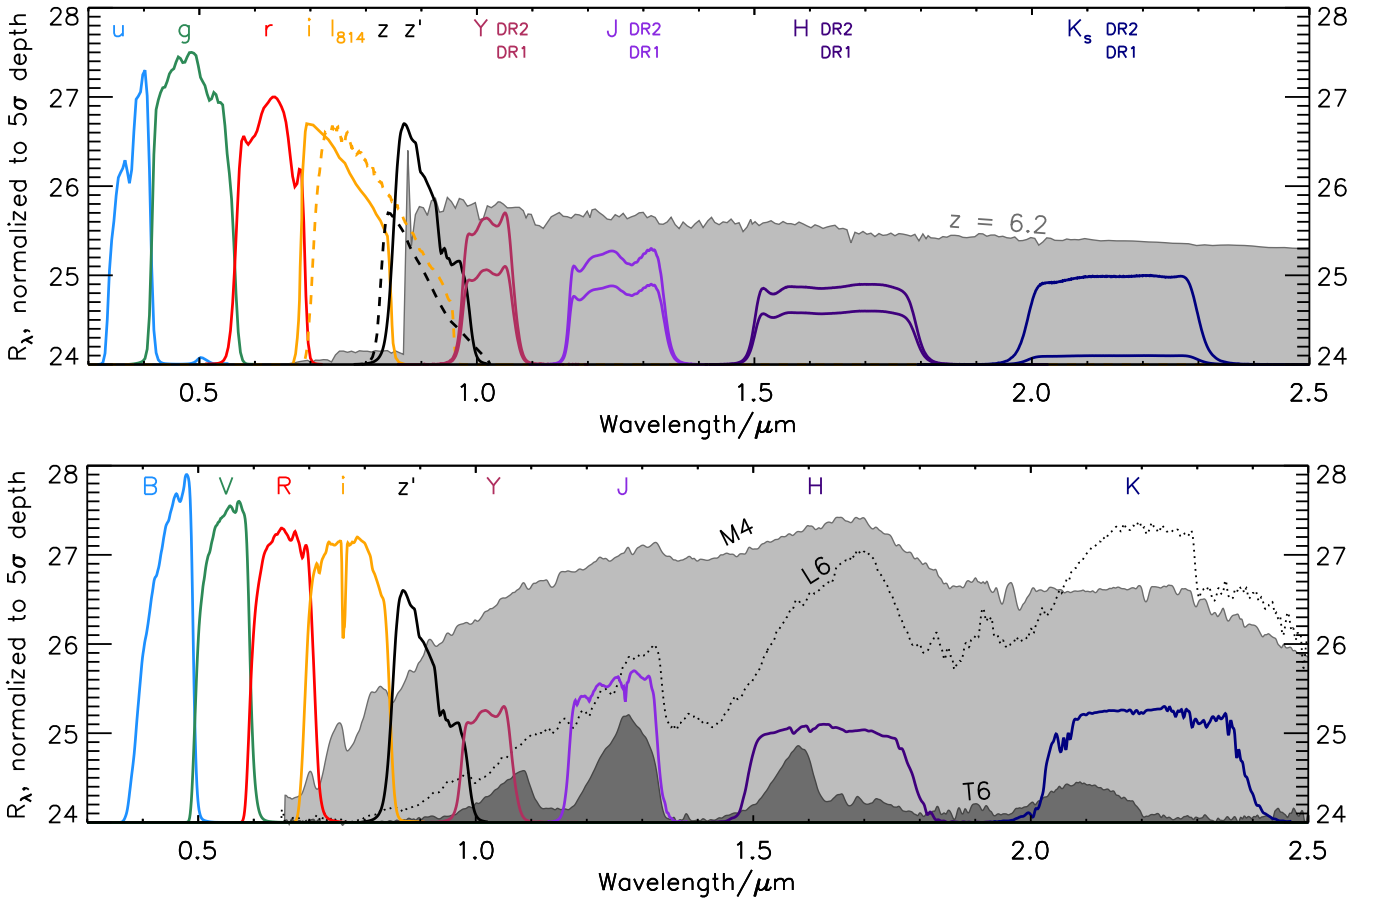 28 u g r i I814 z z' Y DR2 J DR2 H DR2 Ks DR2 28
DR1 DR1 DR1 DR1
27 27
26 26
z = 6.2
25 25
24 24
Rλ, normalized to 5σ depth
0.5 1.0 1.5 2.0 2.5
Wavelength/μm
28 B V R i z' Y J H K 28
M4
27 27
L6
26 26
25 25
T6
24 24
Rλ, normalized to 5σ depth
0.5 1.0 1.5 2.0 2.5
Wavelength/μm